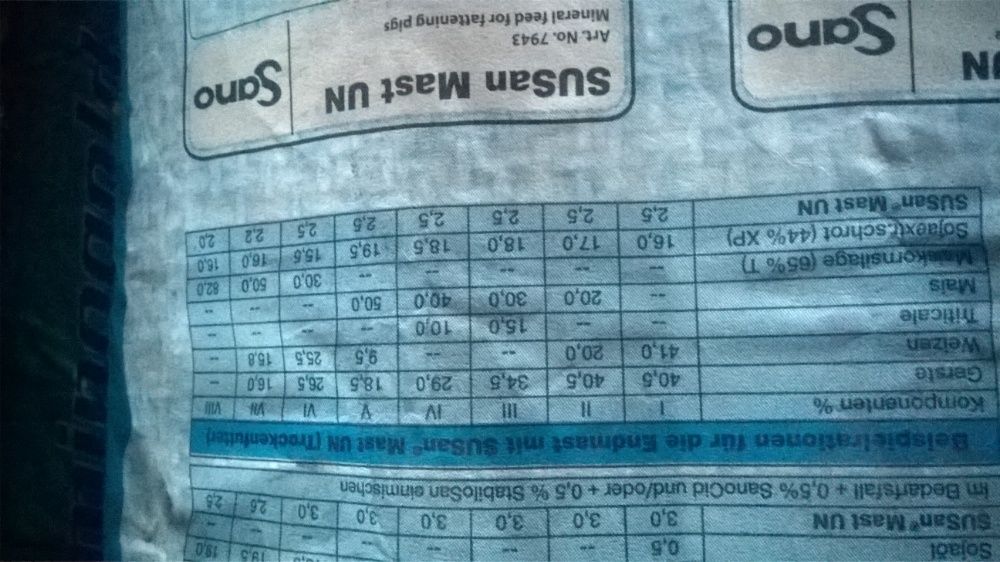 Sojaöl 0,5 -- -- -- -- -- -- --
SUSan® Mast UN 3,0 3,0 3,0 3,0 3,0 3,0 2,6 2,5
Im Bedarfsfall + 0,5% SanoCid und/oder + 0,5 % StabiloSan einmischen
Beispielrationen für die Endmast mit SUSan® Mast UN (Trockenfutter)
Komponenten % I II III IV V VI VII VIII
Gerste 40,5 40,5 34,5 29,0 18,5 26,5 16,0 --
Weizen 41,0 20,0 -- -- 9,5 25,5 15,8 --
Triticale -- -- 15,0 10,0 -- -- -- --
Mais -- 20,0 30,0 40,0 50,0 -- -- --
Maiskornsilage (65% T) -- -- -- -- -- 30,0 50,0 82,0
Sojaextr.schrot (44% XP) 16,0 17,0 18,0 18,5 19,5 15,5 16,0 16,0
SUSan® Mast UN 2,5 2,5 2,5 2,5 2,5 2,5 2,2 2,0
UN Sano
SUSan Mast UN Sano
Art. No. 7943
Mineral feed for fattening pigs